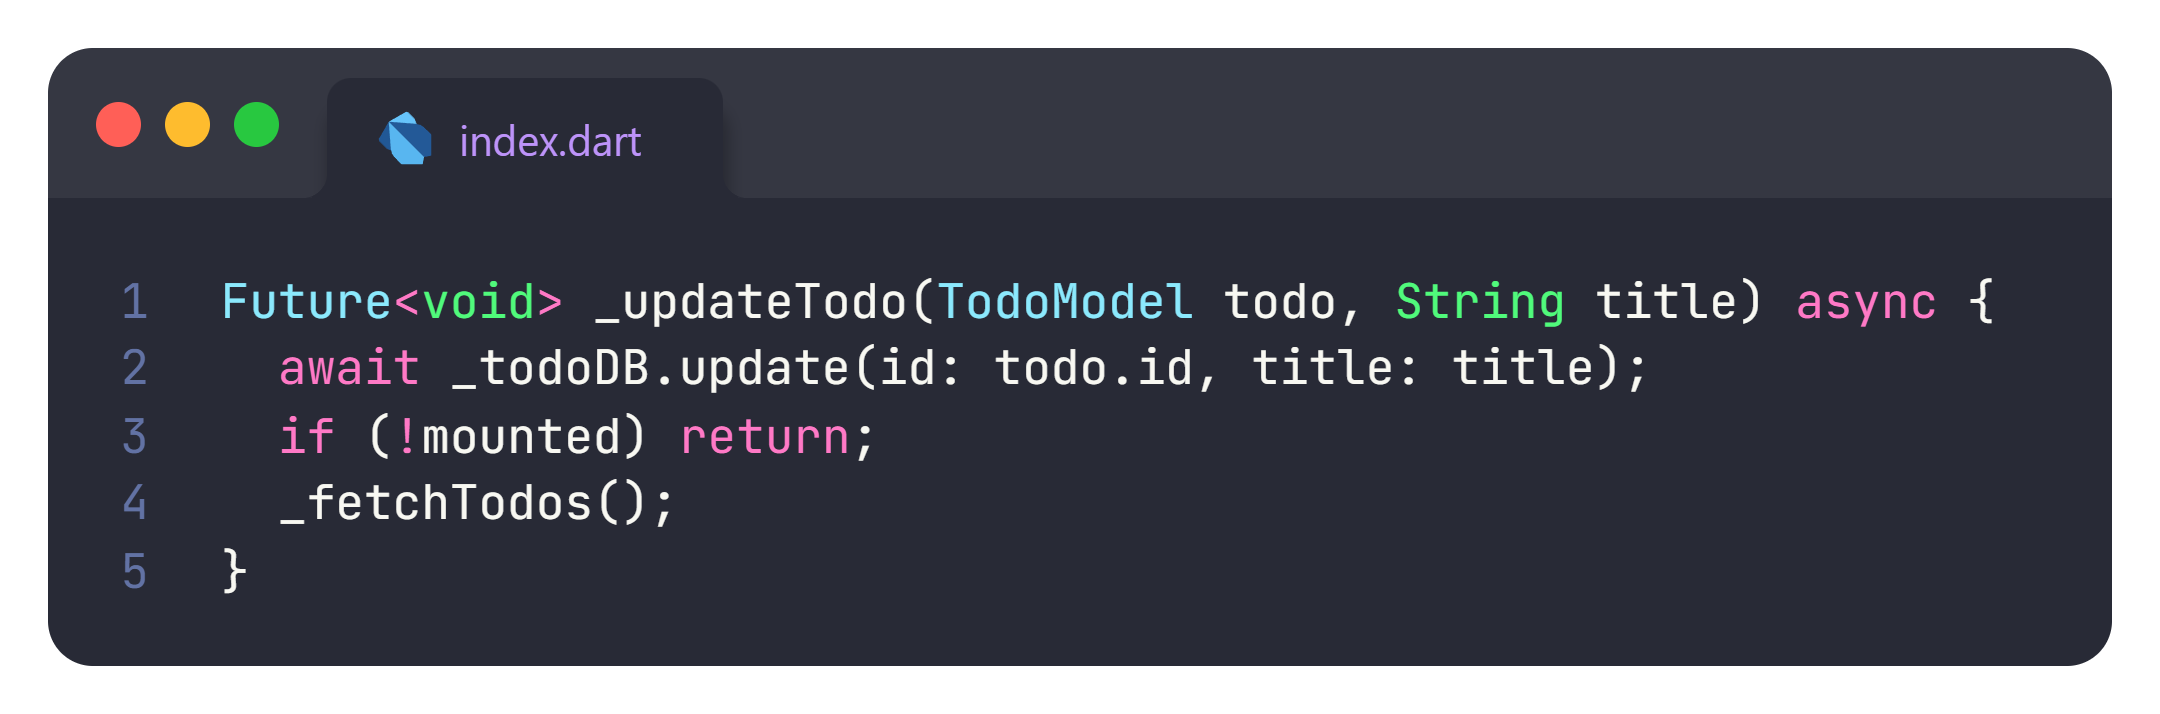 index.dart
1 Future<void> _updateTodo(TodoModel todo, String title) async {
2   await _todoDB.update(id: todo.id, title: title);
3   if (!mounted) return;
4   _fetchTodos();
5 }